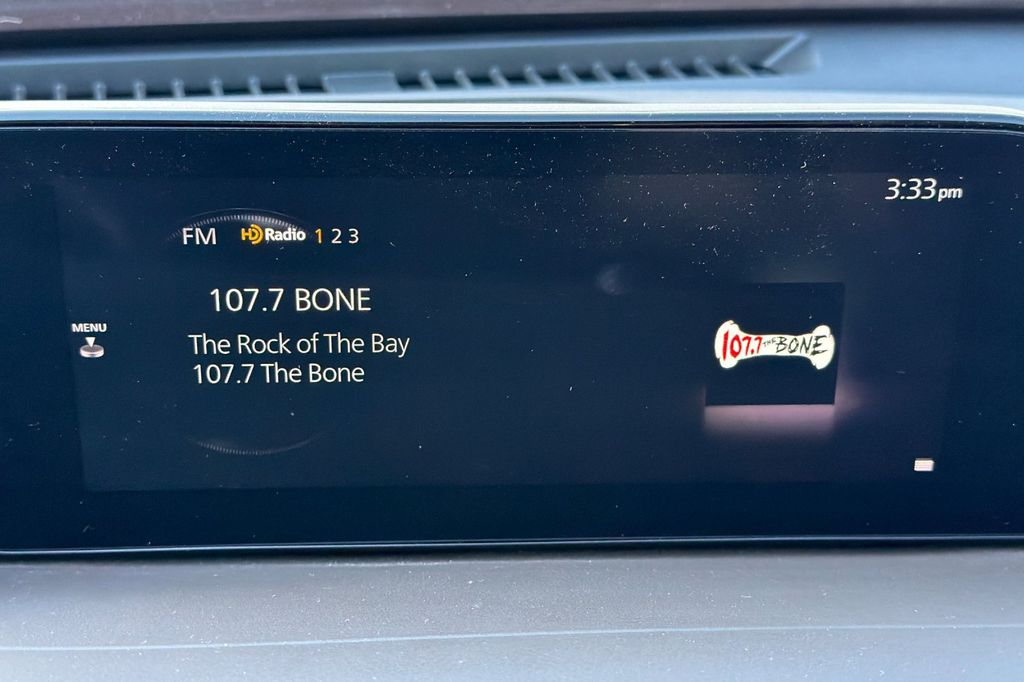 3:33pm
FM HD Radio 1 2 3
107.7 BONE
MENU
The Rock of The Bay
107.7 The Bone
107.7 THE BONE